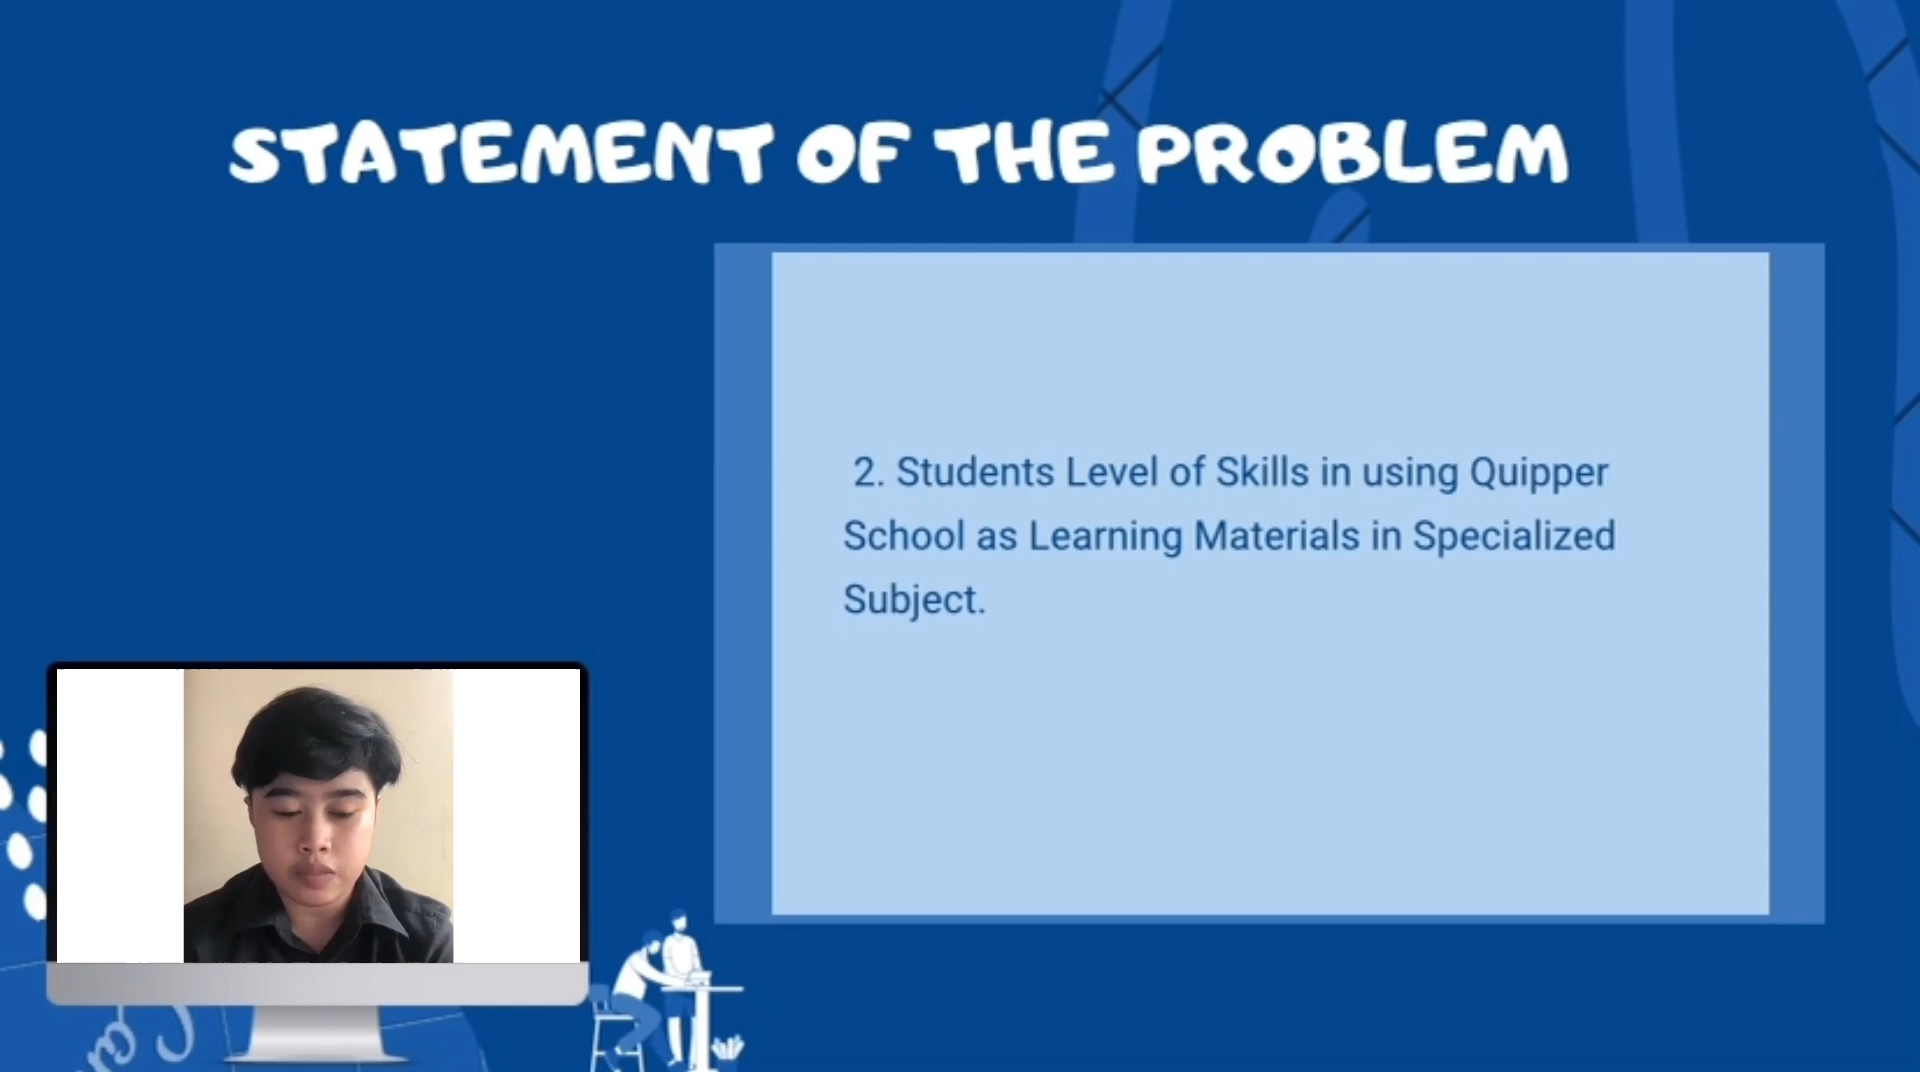 STATEMENT OF THE PROBLEM
2. Students Level of Skills in using Quipper
School as Learning Materials in Specialized
Subject.